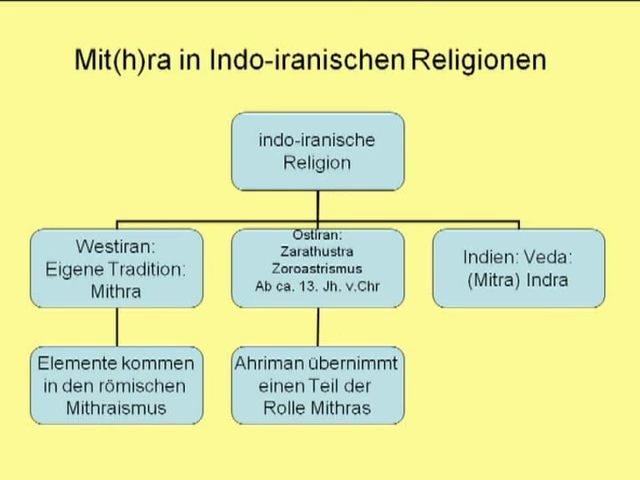 Mit(h)ra in Indo-iranischen Religionen
indo-iranische
Religion
Westiran:
Eigene Tradition:
Mithra
Ostiran:
Zarathustra
Zoroastrismus
Ab ca. 13. Jh. v.Chr
Indien: Veda:
(Mitra) Indra
Elemente kommen
in den römischen
Mithraismus
Ahriman übernimmt
einen Teil der
Rolle Mithras